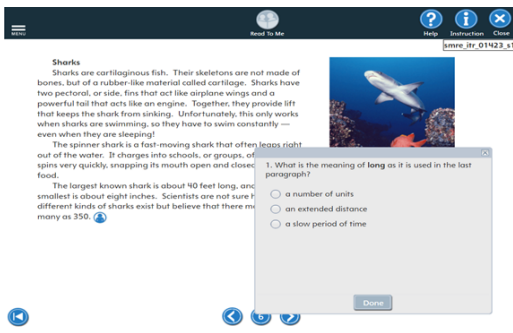 MENU
Read To Me
Help
Instruction
Close
smre_itr_01423_s1
Sharks
Sharks are cartilaginous fish. Their skeletons are not made of
bones, but of a rubber-like material called cartilage. Sharks have
two pectoral, or side, fins that act like airplane wings and a
powerful tail that acts like an engine. Together, they provide lift
that keeps the shark from sinking. Unfortunately, this only works
when sharks are swimming, so they have to swim constantly —
even when they are sleeping!
The spinner shark is a fast-moving shark that often leaps right
out of the water. It charges into schools, or groups, of
spins very quickly, snapping its mouth open and closed
food.
The largest known shark is about 40 feet long, and
smallest is about eight inches. Scientists are not sure
different kinds of sharks exist but believe that there
many as 350.
1. What is the meaning of long as it is used in the last
paragraph?
a number of units
an extended distance
a slow period of time
Done
6